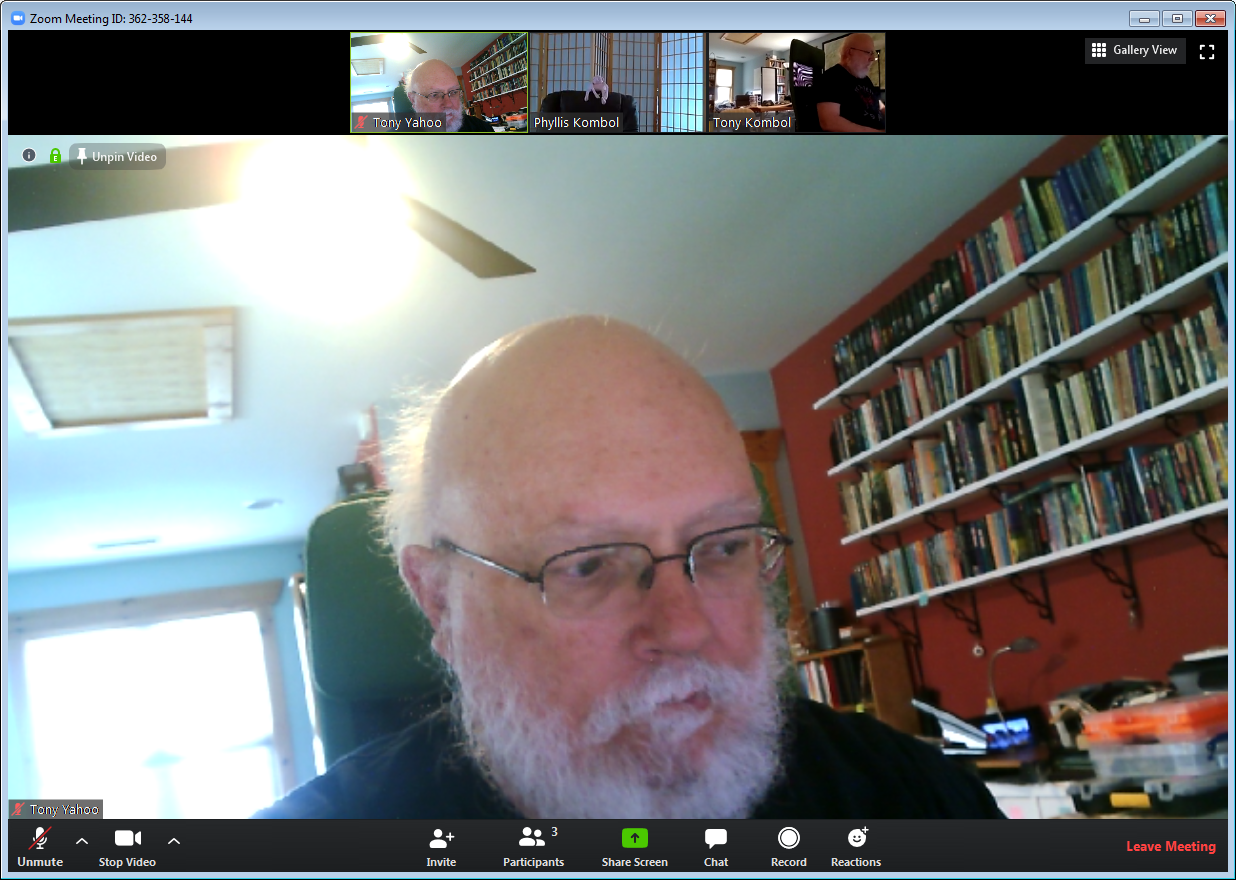 Zoom Meeting ID: 362-358-144
Tony Yahoo
Phyllis Kombol
Tony Kombol
Gallery View
Unpin Video
Tony Yahoo
Unmute
Stop Video
Invite
3
Participants
Share Screen
Chat
Record
Reactions
Leave Meeting